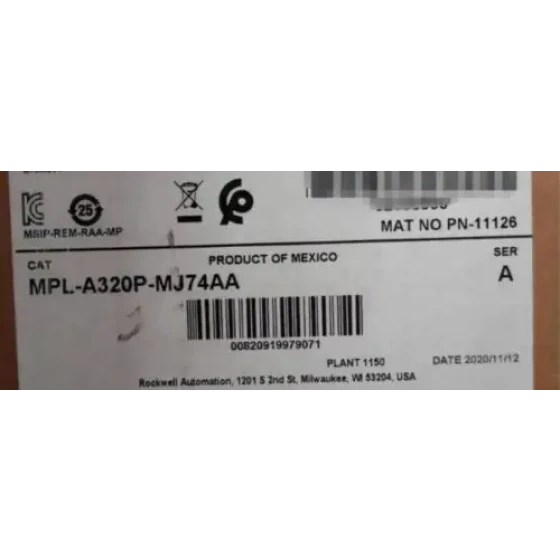 25
MSIP-REM-RAA-MP
MAT NO PN-11126
CAT
PRODUCT OF MEXICO
SER
MPL-A320P-MJ74AA
A
00820919979071
PLANT 1150
DATE 2020/11/12
Rockwell Automation, 1201 S 2nd St, Milwaukee, WI 53204, USA